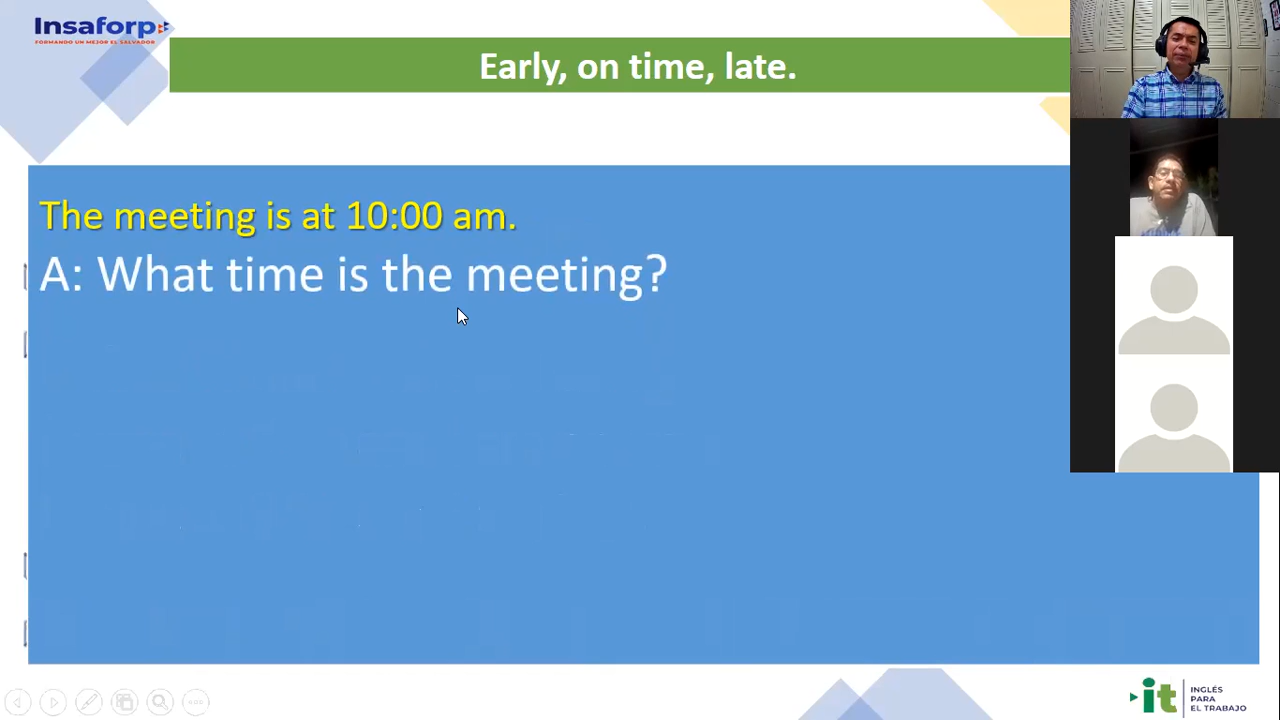 Insaforp
FORMANDO UN MEJOR EL SALVADOR
Early, on time, late.
The meeting is at 10:00 am.
A: What time is the meeting?
it
INGLÉS
PARA
EL TRABAJO